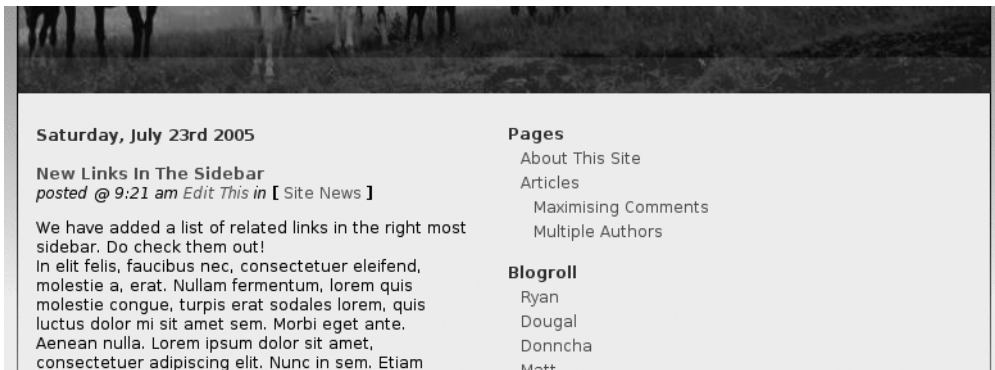 Saturday, July 23rd 2005
New Links In The Sidebar
posted @ 9:21 am Edit This in [ Site News ]
We have added a list of related links in the right most
sidebar. Do check them out!
In elit felis, faucibus nec, consectetuer eleifend,
molestie a, erat. Nullam fermentum, lorem quis
molestie congue, turpis erat sodales lorem, quis
luctus dolor mi sit amet sem. Morbi eget ante.
Aenean nulla. Lorem ipsum dolor sit amet,
consectetuer adipiscing elit. Nunc in sem. Etiam
Pages
About This Site
Articles
Maximising Comments
Multiple Authors
Blogroll
Ryan
Dougal
Donncha
Matt